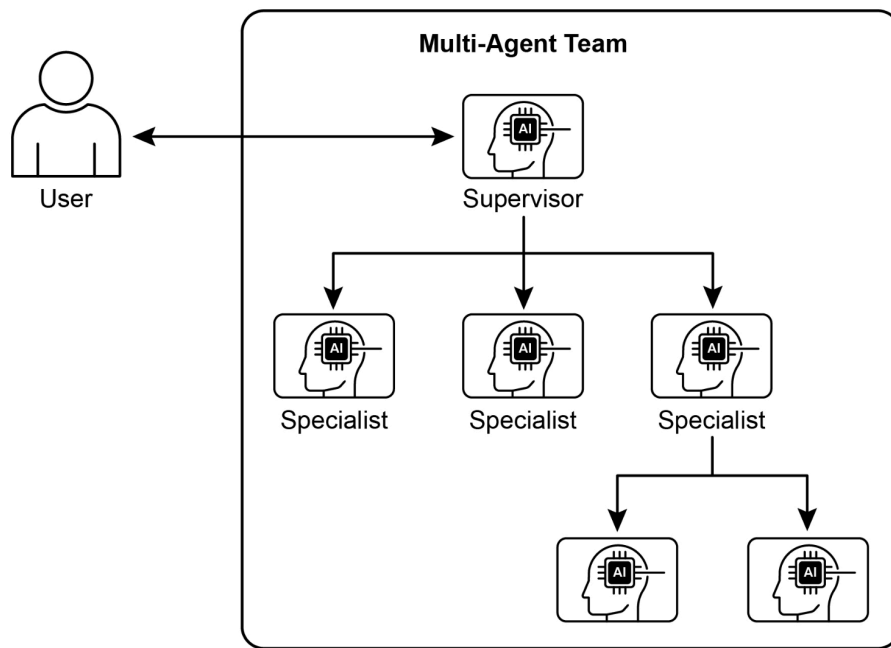 Multi-Agent Team
AI
User
Supervisor
AI
AI
AI
Specialist
Specialist
Specialist
AI
AI